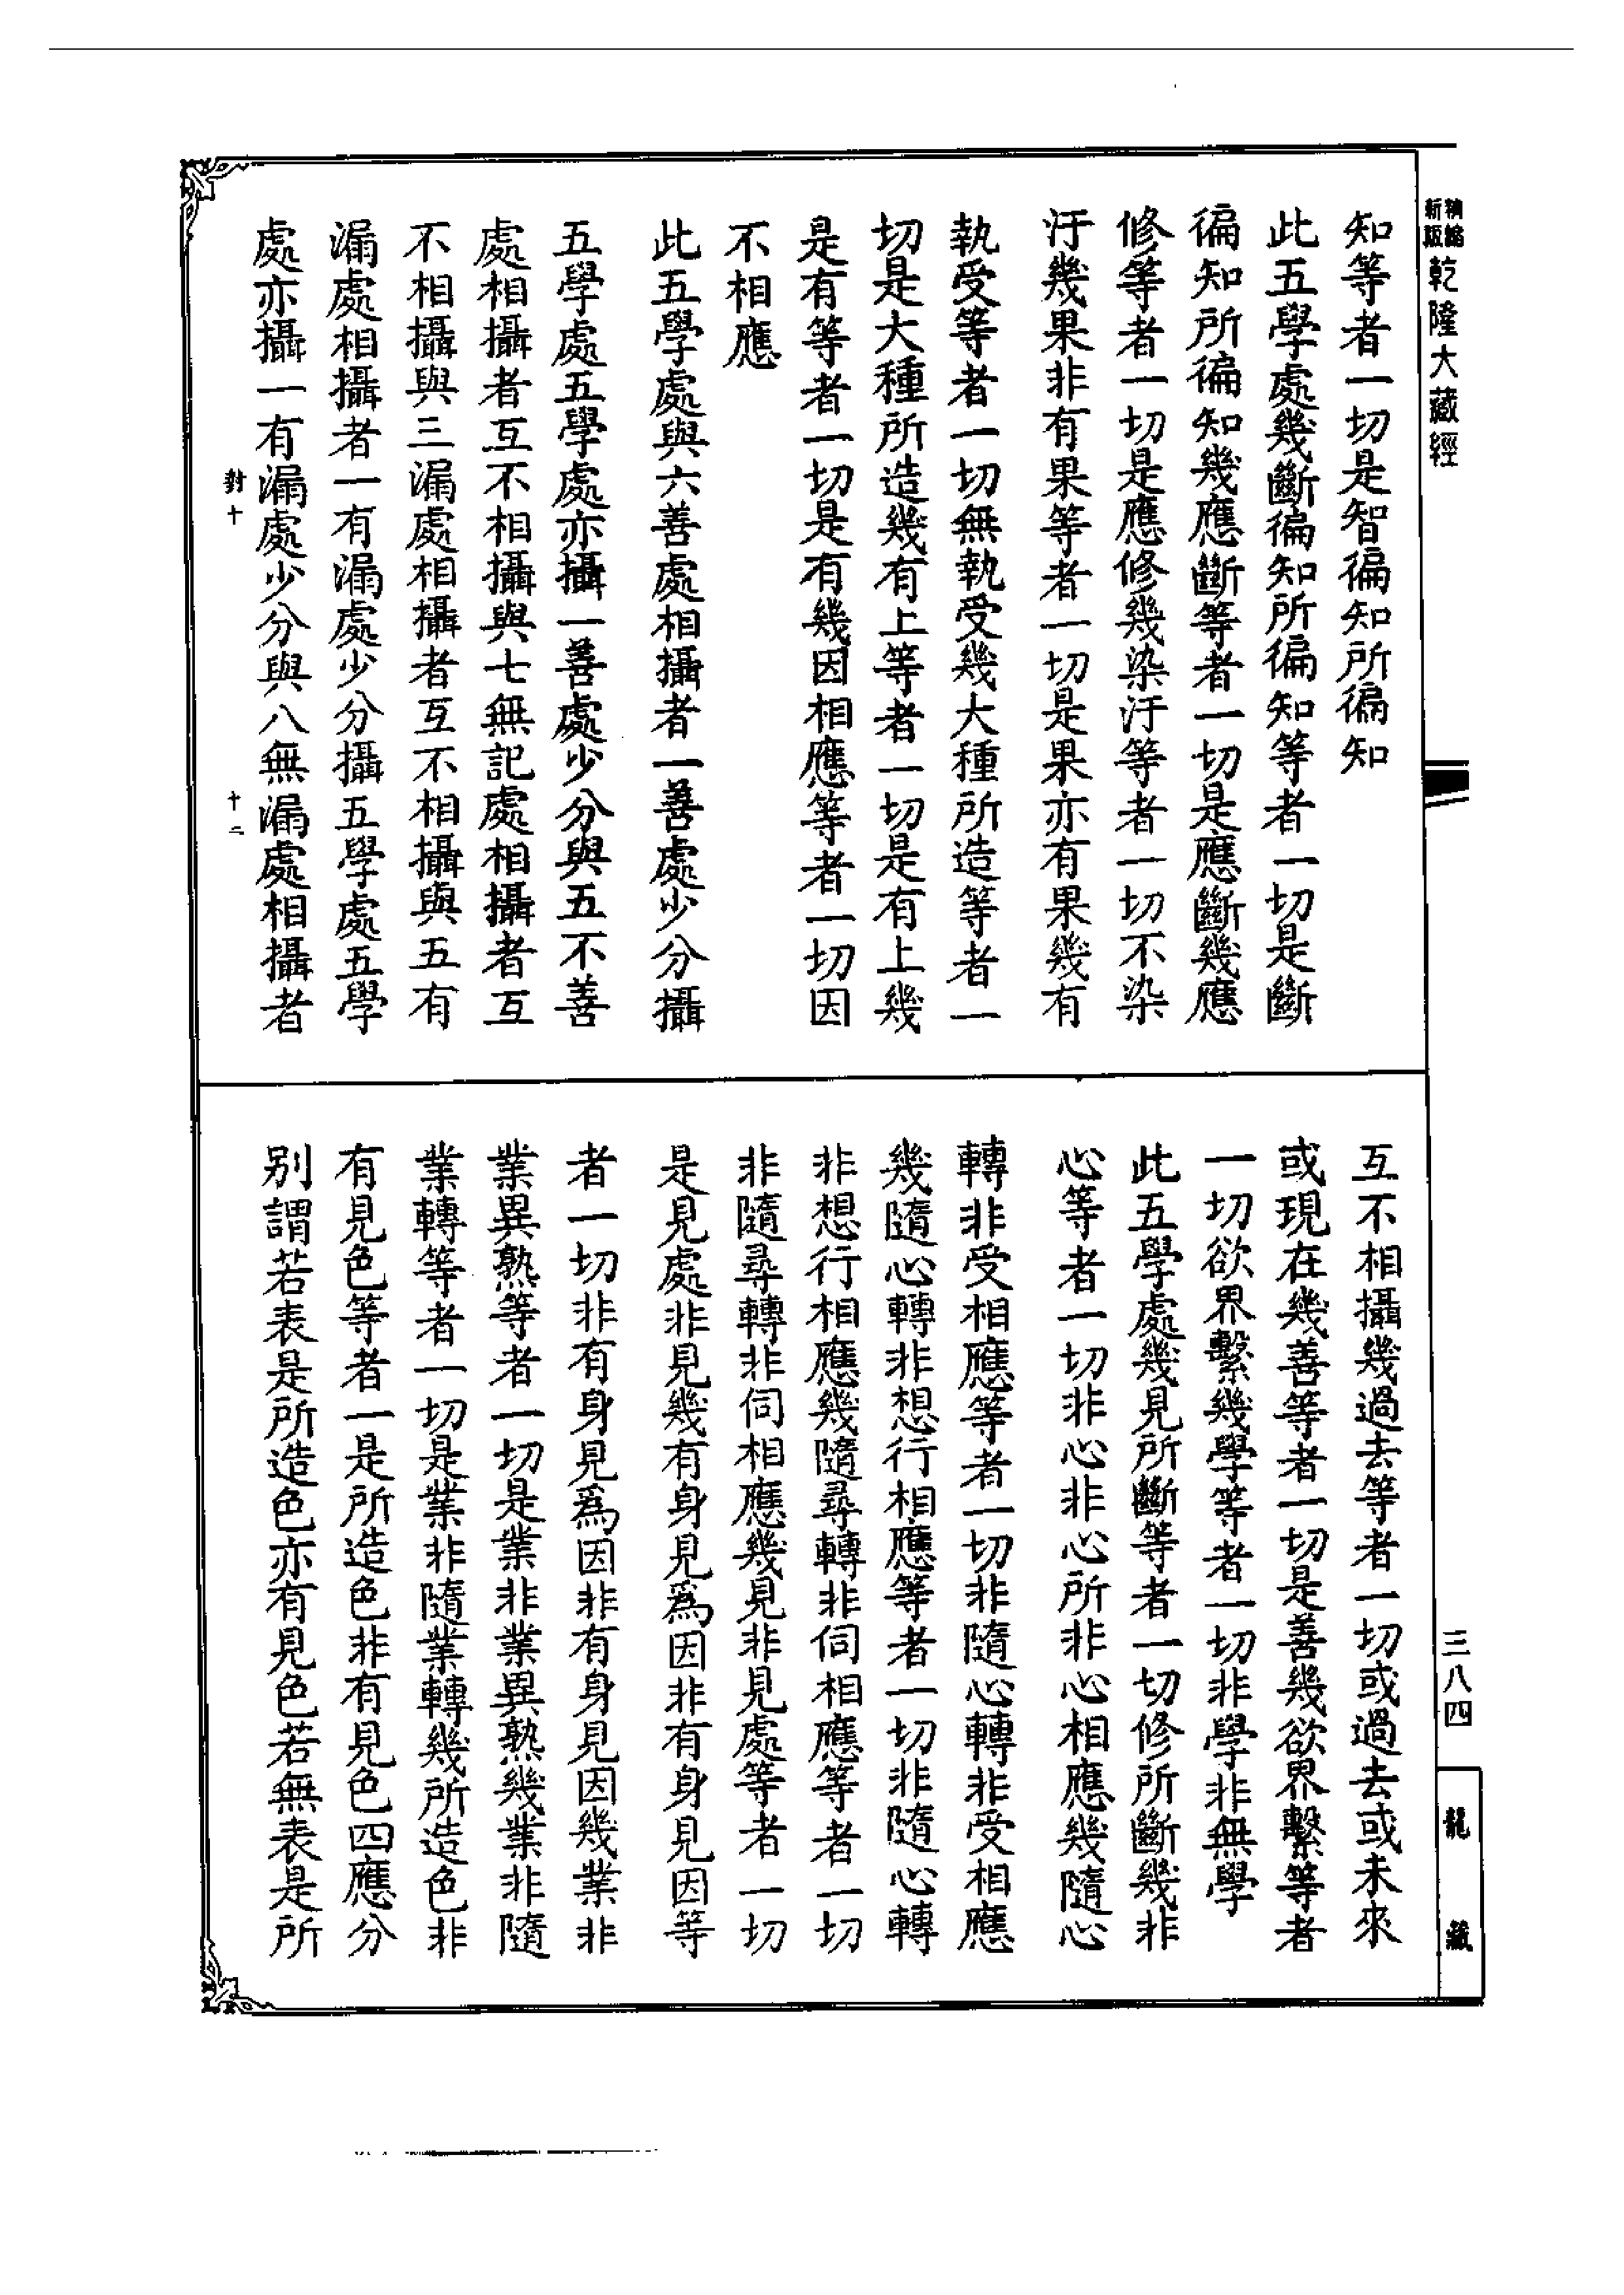 精縮新版乾隆大藏經
知等者一切是智徧知所徧知
此五學處幾斷徧知所徧知等者一切是斷
徧知所徧知幾應斷等者一切是應斷幾應
修等者一切是應修幾染汙等者一切不染
汙幾果非有果等者一切是果亦有果幾有
執受等者一切無執受幾大種所造等者一
切是大種所造幾有上等者一切是有上幾
是有等者一切是有幾因相應等者一切因
不相應
此五學處與六善處相攝者一善處少分攝
五學處五學處亦攝一善處少分與五不善
處相攝者互不相攝與七無記處相攝者互
不相攝與三漏處相攝者互不相攝與五有
漏處相攝者一有漏處少分攝五學處五學
處亦攝一有漏處少分與八無漏處相攝者
對十
十二
互不相攝幾過去等者一切或過去或未來
或現在幾善等者一切是善幾欲界繫等者
一切欲界繫幾學等者一切非學非無學
此五學處幾見所斷等者一切修所斷幾非
心等者一切非心非心所非心相應幾隨心
轉非受相應等者一切非隨心轉非受相應
幾隨心轉非想行相應等者一切非隨心轉
非想行相應幾隨尋轉非伺相應等者一切
非隨尋轉非伺相應幾見非見處等者一切
是見處非見幾有身見為因非有身見因等
者一切非有身見為因非有身見因幾業非
業異熟等者一切是業非業異熟幾業非隨
業轉等者一切是業非隨業轉幾所造色非
有見色等者一是所造色非有見色四應分
別謂若表是所造色亦有見色若無表是所
三八四
龍藏